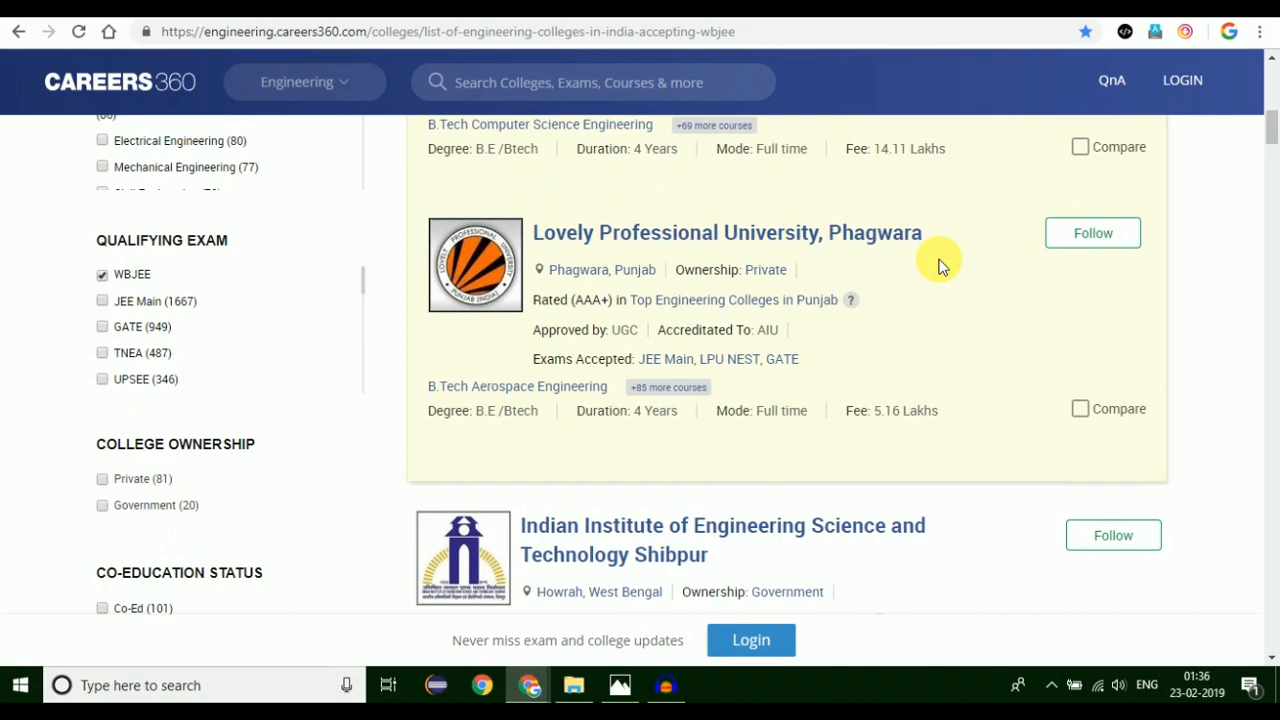 https://engineering.careers360.com/colleges/list-of-engineering-colleges-in-india-accepting-wbjee
CAREERS360
Engineering
Search Colleges, Exams, Courses & more
QnA
LOGIN
Electrical Engineering (80)
Mechanical Engineering (77)
QUALIFYING EXAM
WBJEE
JEE Main (1667)
GATE (949)
TNEA (487)
UPSEE (346)
COLLEGE OWNERSHIP
Private (81)
Government (20)
CO-EDUCATION STATUS
Co-Ed (101)
B.Tech Computer Science Engineering +69 more courses
Degree: B.E /Btech Duration: 4 Years Mode: Full time Fee: 14.11 Lakhs
Compare
LOVELY PROFESSIONAL UNIVERSITY
PUNJAB (INDIA)
Lovely Professional University, Phagwara
Follow
Phagwara, Punjab Ownership: Private
Rated (AAA+) in Top Engineering Colleges in Punjab ?
Approved by: UGC Accreditated To: AIU
Exams Accepted: JEE Main, LPU NEST, GATE
B.Tech Aerospace Engineering +85 more courses
Degree: B.E /Btech Duration: 4 Years Mode: Full time Fee: 5.16 Lakhs
Compare
Indian Institute of Engineering Science and
Technology Shibpur
Follow
Howrah, West Bengal Ownership: Government
Never miss exam and college updates
Login
Type here to search
ENG
01:36
23-02-2019
1